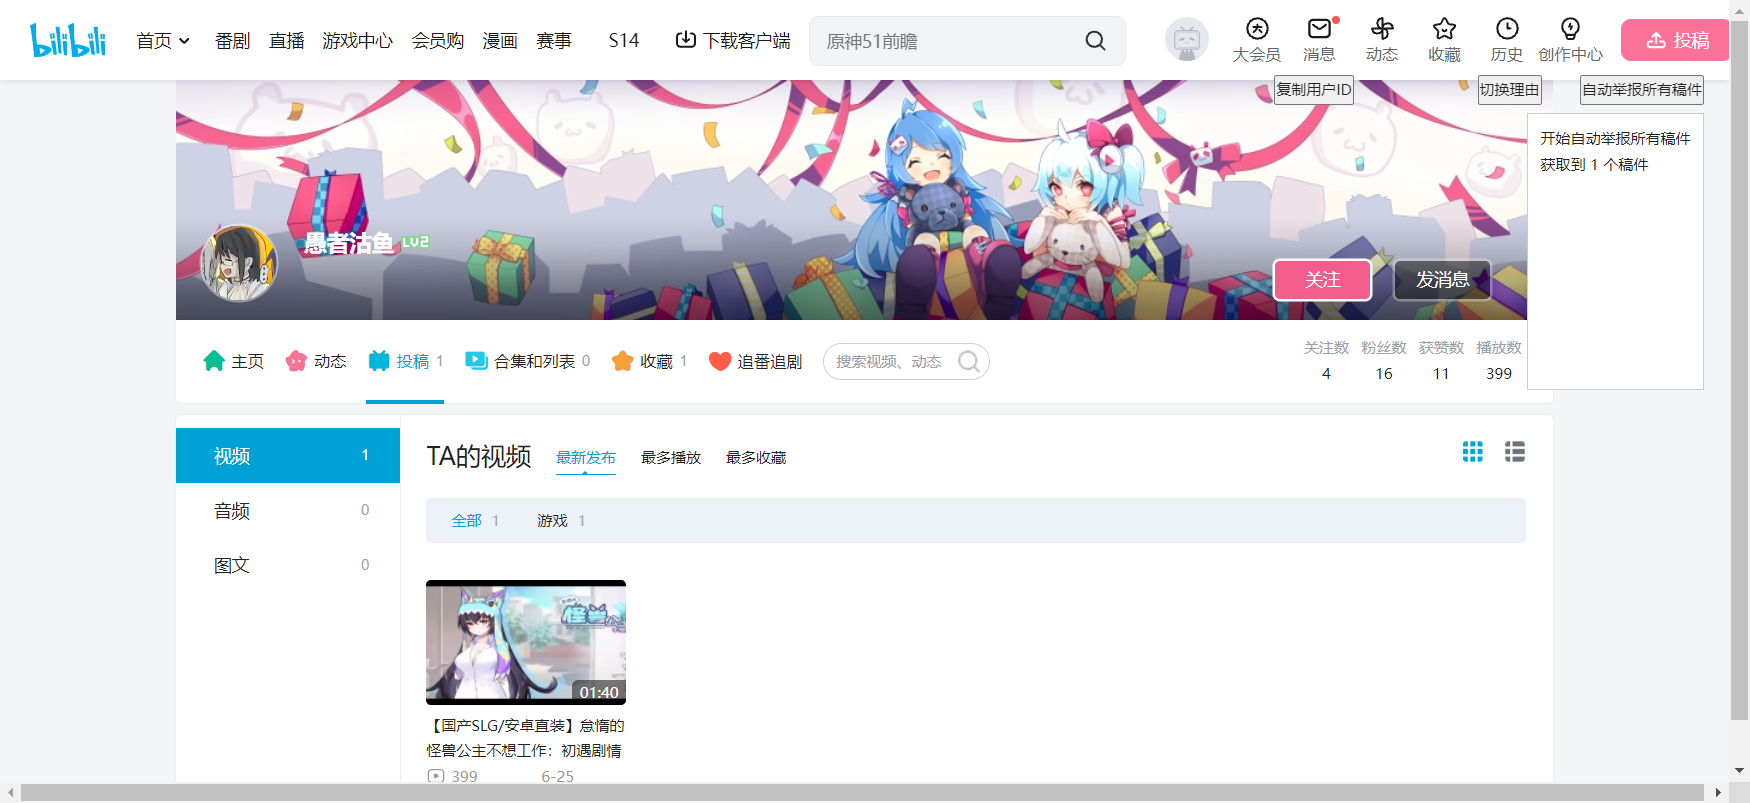 bilibili
首页
番剧
直播
游戏中心
会员购
漫画
赛事
S14
下载客户端
原神51前瞻
大会员
消息
动态
收藏
历史
创作中心
投稿
复制用户ID
切换理由
自动举报所有稿件
开始自动举报所有稿件
获取到 1 个稿件
愚者沽鱼 LV2
关注
发消息
主页
动态
投稿 1
合集和列表 0
收藏 1
追番追剧
搜索视频、动态
关注数 粉丝数 获赞数 播放数
4 16 11 399
视频 1
音频 0
图文 0
TA的视频
最新发布
最多播放
最多收藏
全部 1
游戏 1
怪兽公
01:40
【国产SLG/安卓直装】怠惰的
怪兽公主不想工作：初遇剧情
399 6-25